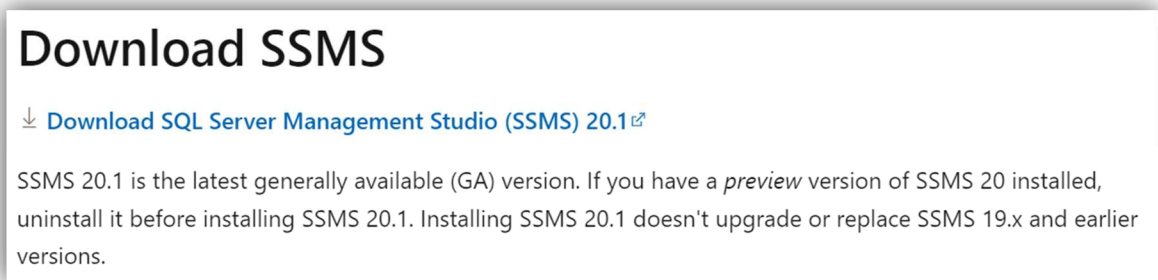 Download SSMS
Download SQL Server Management Studio (SSMS) 20.1
SSMS 20.1 is the latest generally available (GA) version. If you have a preview version of SSMS 20 installed,
uninstall it before installing SSMS 20.1. Installing SSMS 20.1 doesn't upgrade or replace SSMS 19.x and earlier
versions.